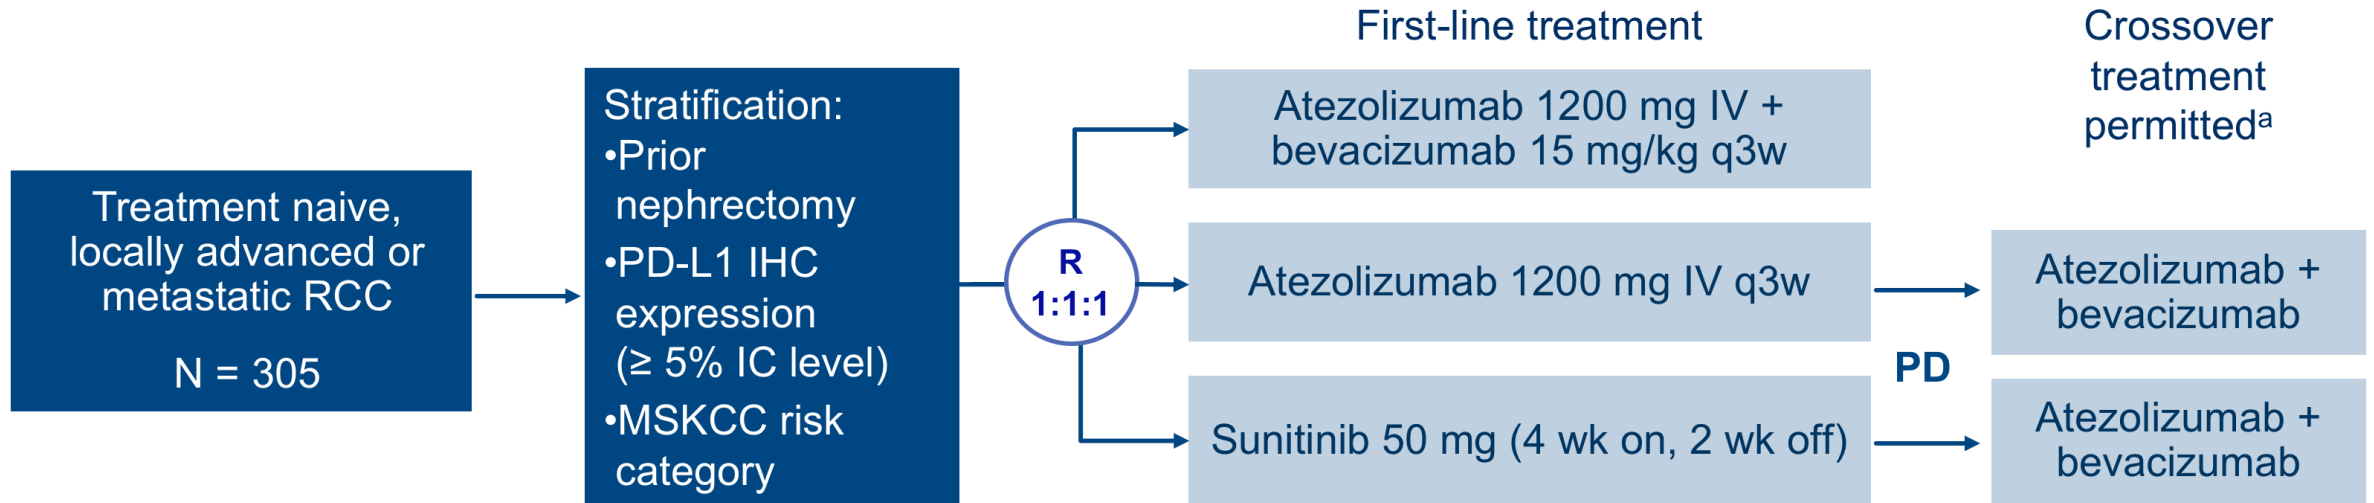 Treatment naive,
locally advanced or
metastatic RCC
N = 305
Stratification:
•Prior
nephrectomy
•PD-L1 IHC
expression
(≥ 5% IC level)
•MSKCC risk
category
R
1:1:1
First-line treatment
Atezolizumab 1200 mg IV +
bevacizumab 15 mg/kg q3w
Atezolizumab 1200 mg IV q3w
Sunitinib 50 mg (4 wk on, 2 wk off)
PD
Crossover
treatment
permittedᵃ
Atezolizumab +
bevacizumab
Atezolizumab +
bevacizumab